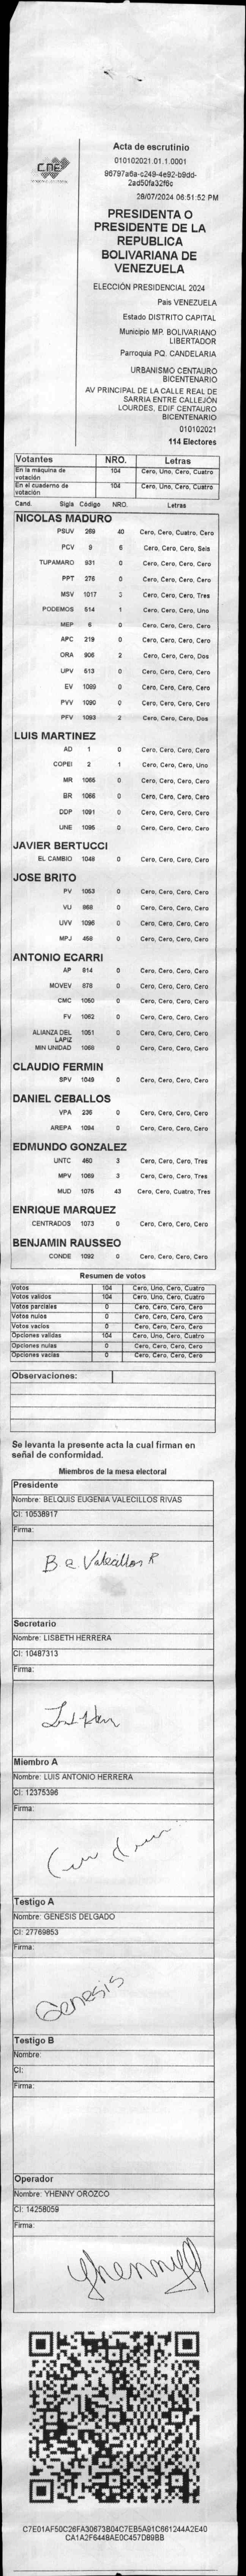 Acta de escrutinio
010102021.01.1.0001
96797a6a-c249-4e92-b9dd-
2ad50fa32f6c
28/07/2024 06:51:52 PM
CNE
PRESIDENTA O
PRESIDENTE DE LA
REPUBLICA
BOLIVARIANA DE
VENEZUELA
ELECCIÓN PRESIDENCIAL 2024
País VENEZUELA
Estado DISTRITO CAPITAL
Municipio MP. BOLIVARIANO
LIBERTADOR
Parroquia PQ. CANDELARIA
URBANISMO CENTAURO
BICENTENARIO
AV PRINCIPAL DE LA CALLE REAL DE
SARRIA ENTRE CALLEJÓN
LOURDES, EDIF CENTAURO
BICENTENARIO
010102021
114 Electores
Votantes NRO. Letras
En la máquina de votación 104 Cero, Uno, Cero, Cuatro
En el cuaderno de votación 104 Cero, Uno, Cero, Cuatro
Cand. Sigla Código NRO. Letras
NICOLAS MADURO
PSUV 269 40 Cero, Cero, Cuatro, Cero
PCV 9 6 Cero, Cero, Cero, Seis
TUPAMARO 931 0 Cero, Cero, Cero, Cero
PPT 276 0 Cero, Cero, Cero, Cero
MSV 1017 3 Cero, Cero, Cero, Tres
PODEMOS 514 1 Cero, Cero, Cero, Uno
MEP 6 0 Cero, Cero, Cero, Cero
APC 219 0 Cero, Cero, Cero, Cero
ORA 906 2 Cero, Cero, Cero, Dos
UPV 513 0 Cero, Cero, Cero, Cero
EV 1089 0 Cero, Cero, Cero, Cero
PVV 1090 0 Cero, Cero, Cero, Cero
PFV 1093 2 Cero, Cero, Cero, Dos
LUIS MARTINEZ
AD 1 0 Cero, Cero, Cero, Cero
COPEI 2 1 Cero, Cero, Cero, Uno
MR 1065 0 Cero, Cero, Cero, Cero
BR 1066 0 Cero, Cero, Cero, Cero
DDP 1091 0 Cero, Cero, Cero, Cero
UNE 1095 0 Cero, Cero, Cero, Cero
JAVIER BERTUCCI
EL CAMBIO 1048 0 Cero, Cero, Cero, Cero
JOSE BRITO
PV 1053 0 Cero, Cero, Cero, Cero
VU 968 0 Cero, Cero, Cero, Cero
UVV 1096 0 Cero, Cero, Cero, Cero
MPJ 458 0 Cero, Cero, Cero, Cero
ANTONIO ECARRI
AP 814 0 Cero, Cero, Cero, Cero
MOVEV 878 0 Cero, Cero, Cero, Cero
CMC 1050 0 Cero, Cero, Cero, Cero
FV 1062 0 Cero, Cero, Cero, Cero
ALIANZA DEL LAPIZ 1051 0 Cero, Cero, Cero, Cero
MIN UNIDAD 1068 0 Cero, Cero, Cero, Cero
CLAUDIO FERMIN
SPV 1049 0 Cero, Cero, Cero, Cero
DANIEL CEBALLOS
VPA 236 0 Cero, Cero, Cero, Cero
AREPA 1094 0 Cero, Cero, Cero, Cero
EDMUNDO GONZALEZ
UNTC 460 3 Cero, Cero, Cero, Tres
MPV 1069 3 Cero, Cero, Cero, Tres
MUD 1075 43 Cero, Cero, Cuatro, Tres
ENRIQUE MARQUEZ
CENTRADOS 1073 0 Cero, Cero, Cero, Cero
BENJAMIN RAUSSEO
CONDE 1092 0 Cero, Cero, Cero, Cero
Resumen de votos
Votos 104 Cero, Uno, Cero, Cuatro
Votos validos 104 Cero, Uno, Cero, Cuatro
Votos parciales 0 Cero, Cero, Cero, Cero
Votos nulos 0 Cero, Cero, Cero, Cero
Votos vacios 0 Cero, Cero, Cero, Cero
Opciones validas 104 Cero, Uno, Cero, Cuatro
Opciones nulas 0 Cero, Cero, Cero, Cero
Opciones vacias 0 Cero, Cero, Cero, Cero
Observaciones:
Se levanta la presente acta la cual firman en
señal de conformidad.
Miembros de la mesa electoral
Presidente
Nombre: BELQUIS EUGENIA VALECILLOS RIVAS
CI: 10538917
Firma:
B e Valecillos R
Secretario
Nombre: LISBETH HERRERA
CI: 10487313
Firma:
Miembro A
Nombre: LUIS ANTONIO HERRERA
CI: 12375396
Firma:
Testigo A
Nombre: GENESIS DELGADO
CI: 27769853
Firma:
Genesis
Testigo B
Nombre:
CI:
Firma:
Operador
Nombre: YHENNY OROZCO
CI: 14258059
Firma:
C7E01AF50C26FA30673B04C7EB5A91C661244A2E40
CA1A2F6448AE0C457D89BB